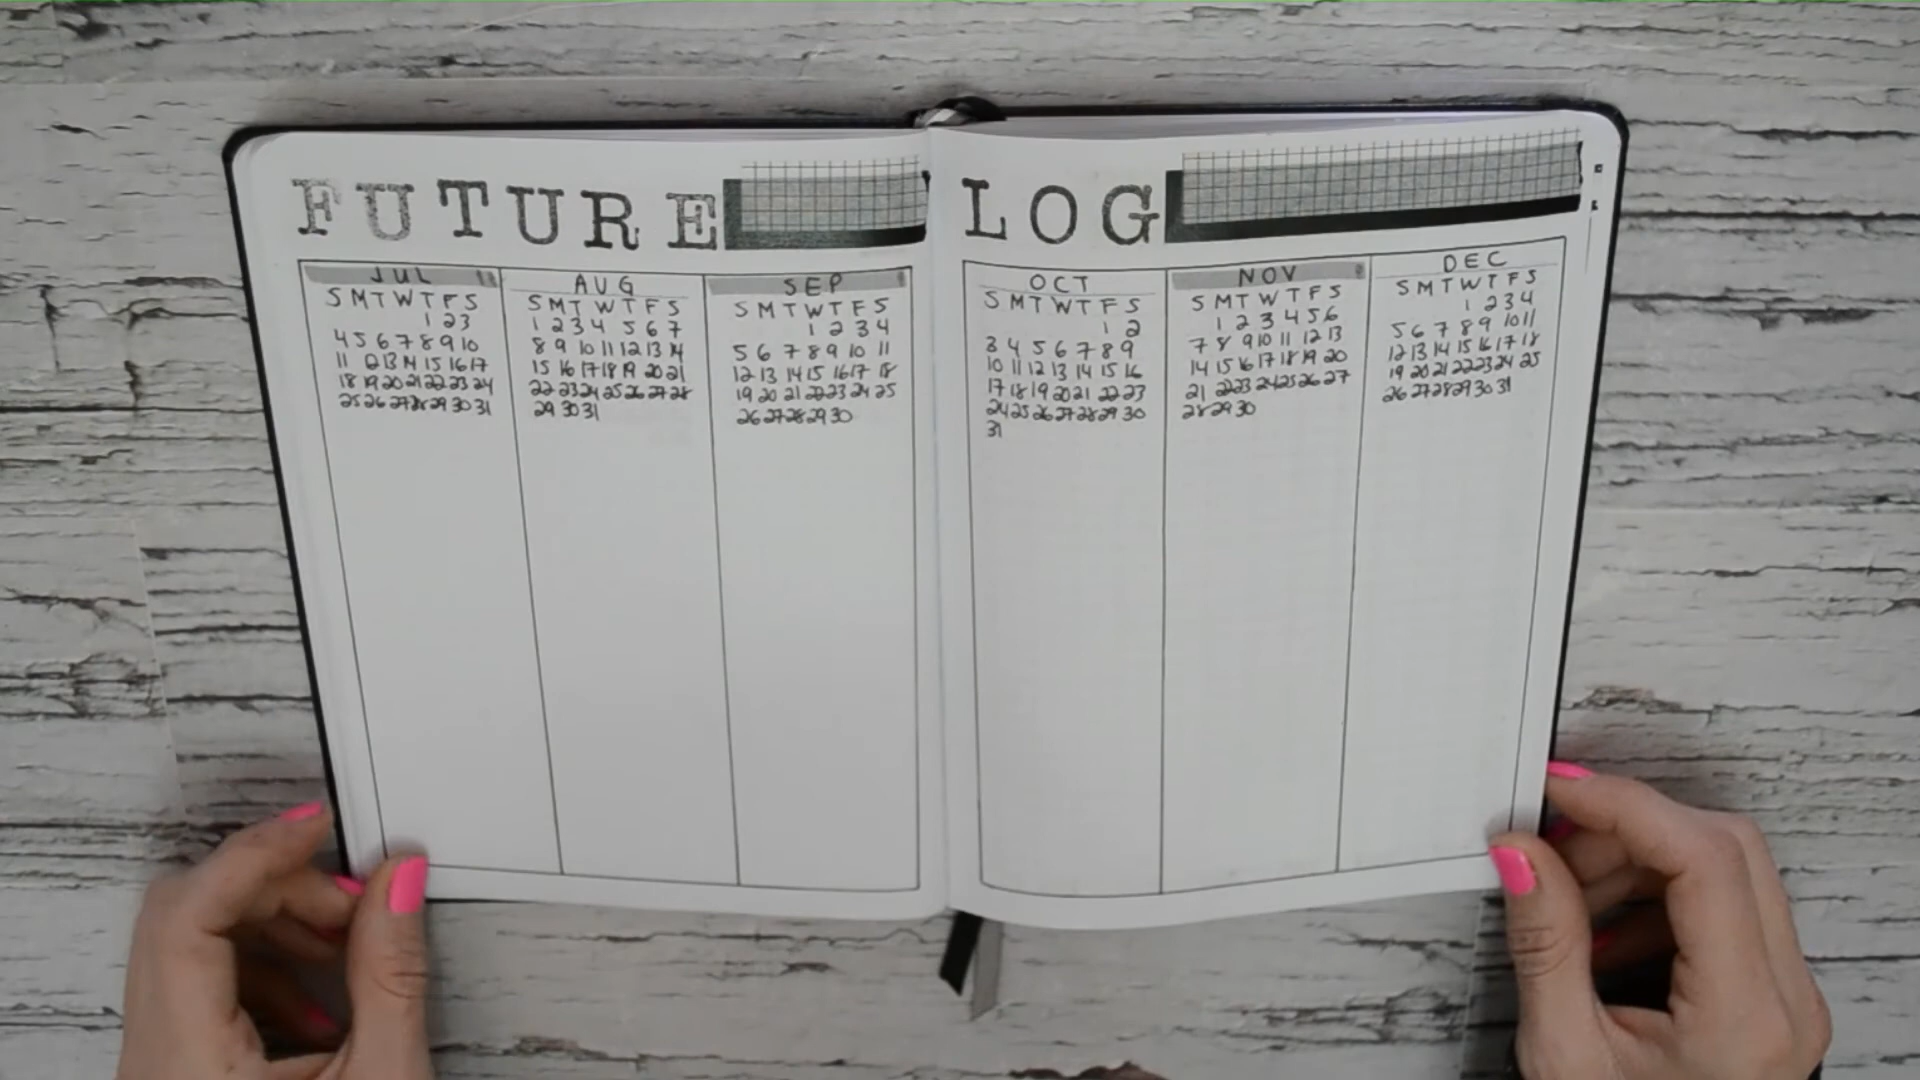 FUTURE LOG
JUL
S M T W T F S
1 2 3
4 5 6 7 8 9 10
11 12 13 14 15 16 17
18 19 20 21 22 23 24
25 26 27 28 29 30 31
AUG
S M T W T F S
1 2 3 4 5 6 7
8 9 10 11 12 13 14
15 16 17 18 19 20 21
22 23 24 25 26 27 28
29 30 31
SEP
S M T W T F S
1 2 3 4
5 6 7 8 9 10 11
12 13 14 15 16 17 18
19 20 21 22 23 24 25
26 27 28 29 30
OCT
S M T W T F S
1 2
3 4 5 6 7 8 9
10 11 12 13 14 15 16
17 18 19 20 21 22 23
24 25 26 27 28 29 30
31
NOV
S M T W T F S
1 2 3 4 5 6
7 8 9 10 11 12 13
14 15 16 17 18 19 20
21 22 23 24 25 26 27
28 29 30
DEC
S M T W T F S
1 2 3 4
5 6 7 8 9 10 11
12 13 14 15 16 17 18
19 20 21 22 23 24 25
26 27 28 29 30 31